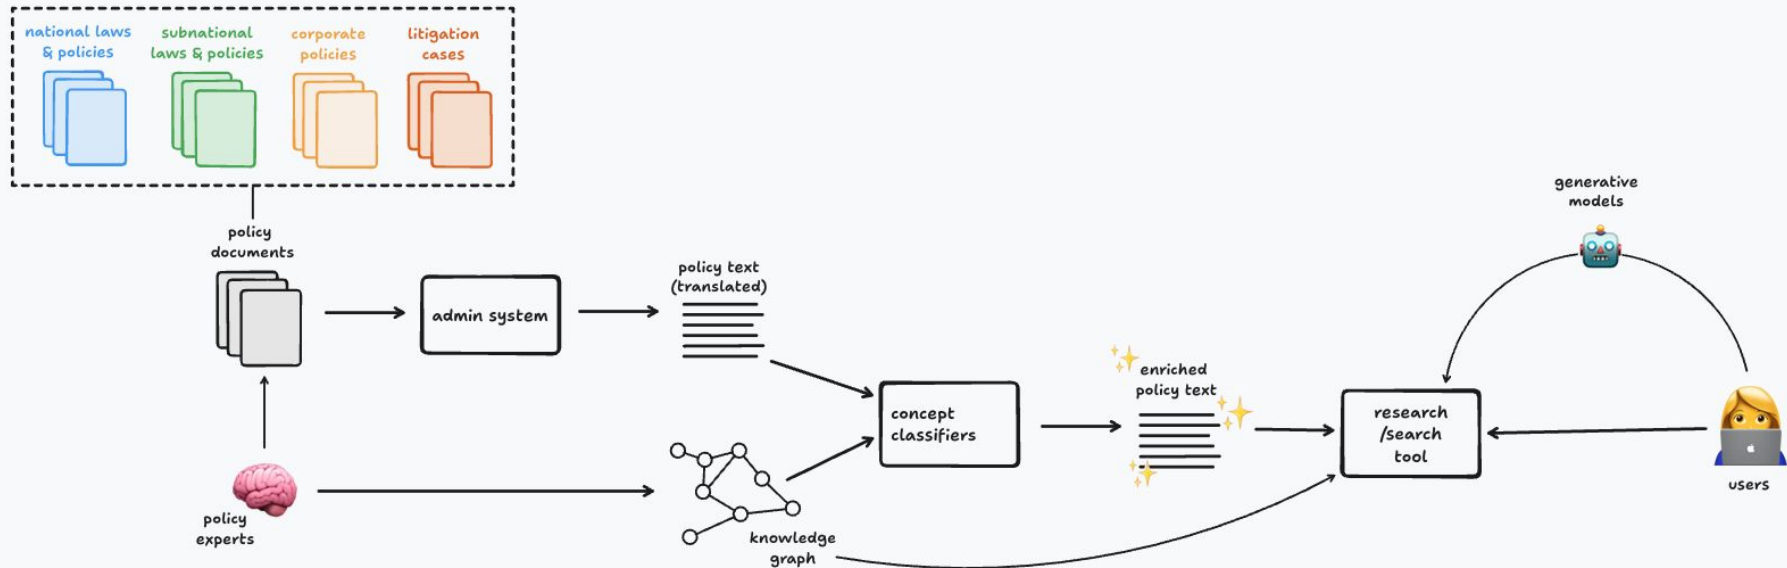 national laws
& policies
subnational
laws & policies
corporate
policies
litigation
cases
policy
documents
admin system
policy text
(translated)
concept
classifiers
enriched
policy text
generative
models
research
/search
tool
users
policy
experts
knowledge
graph